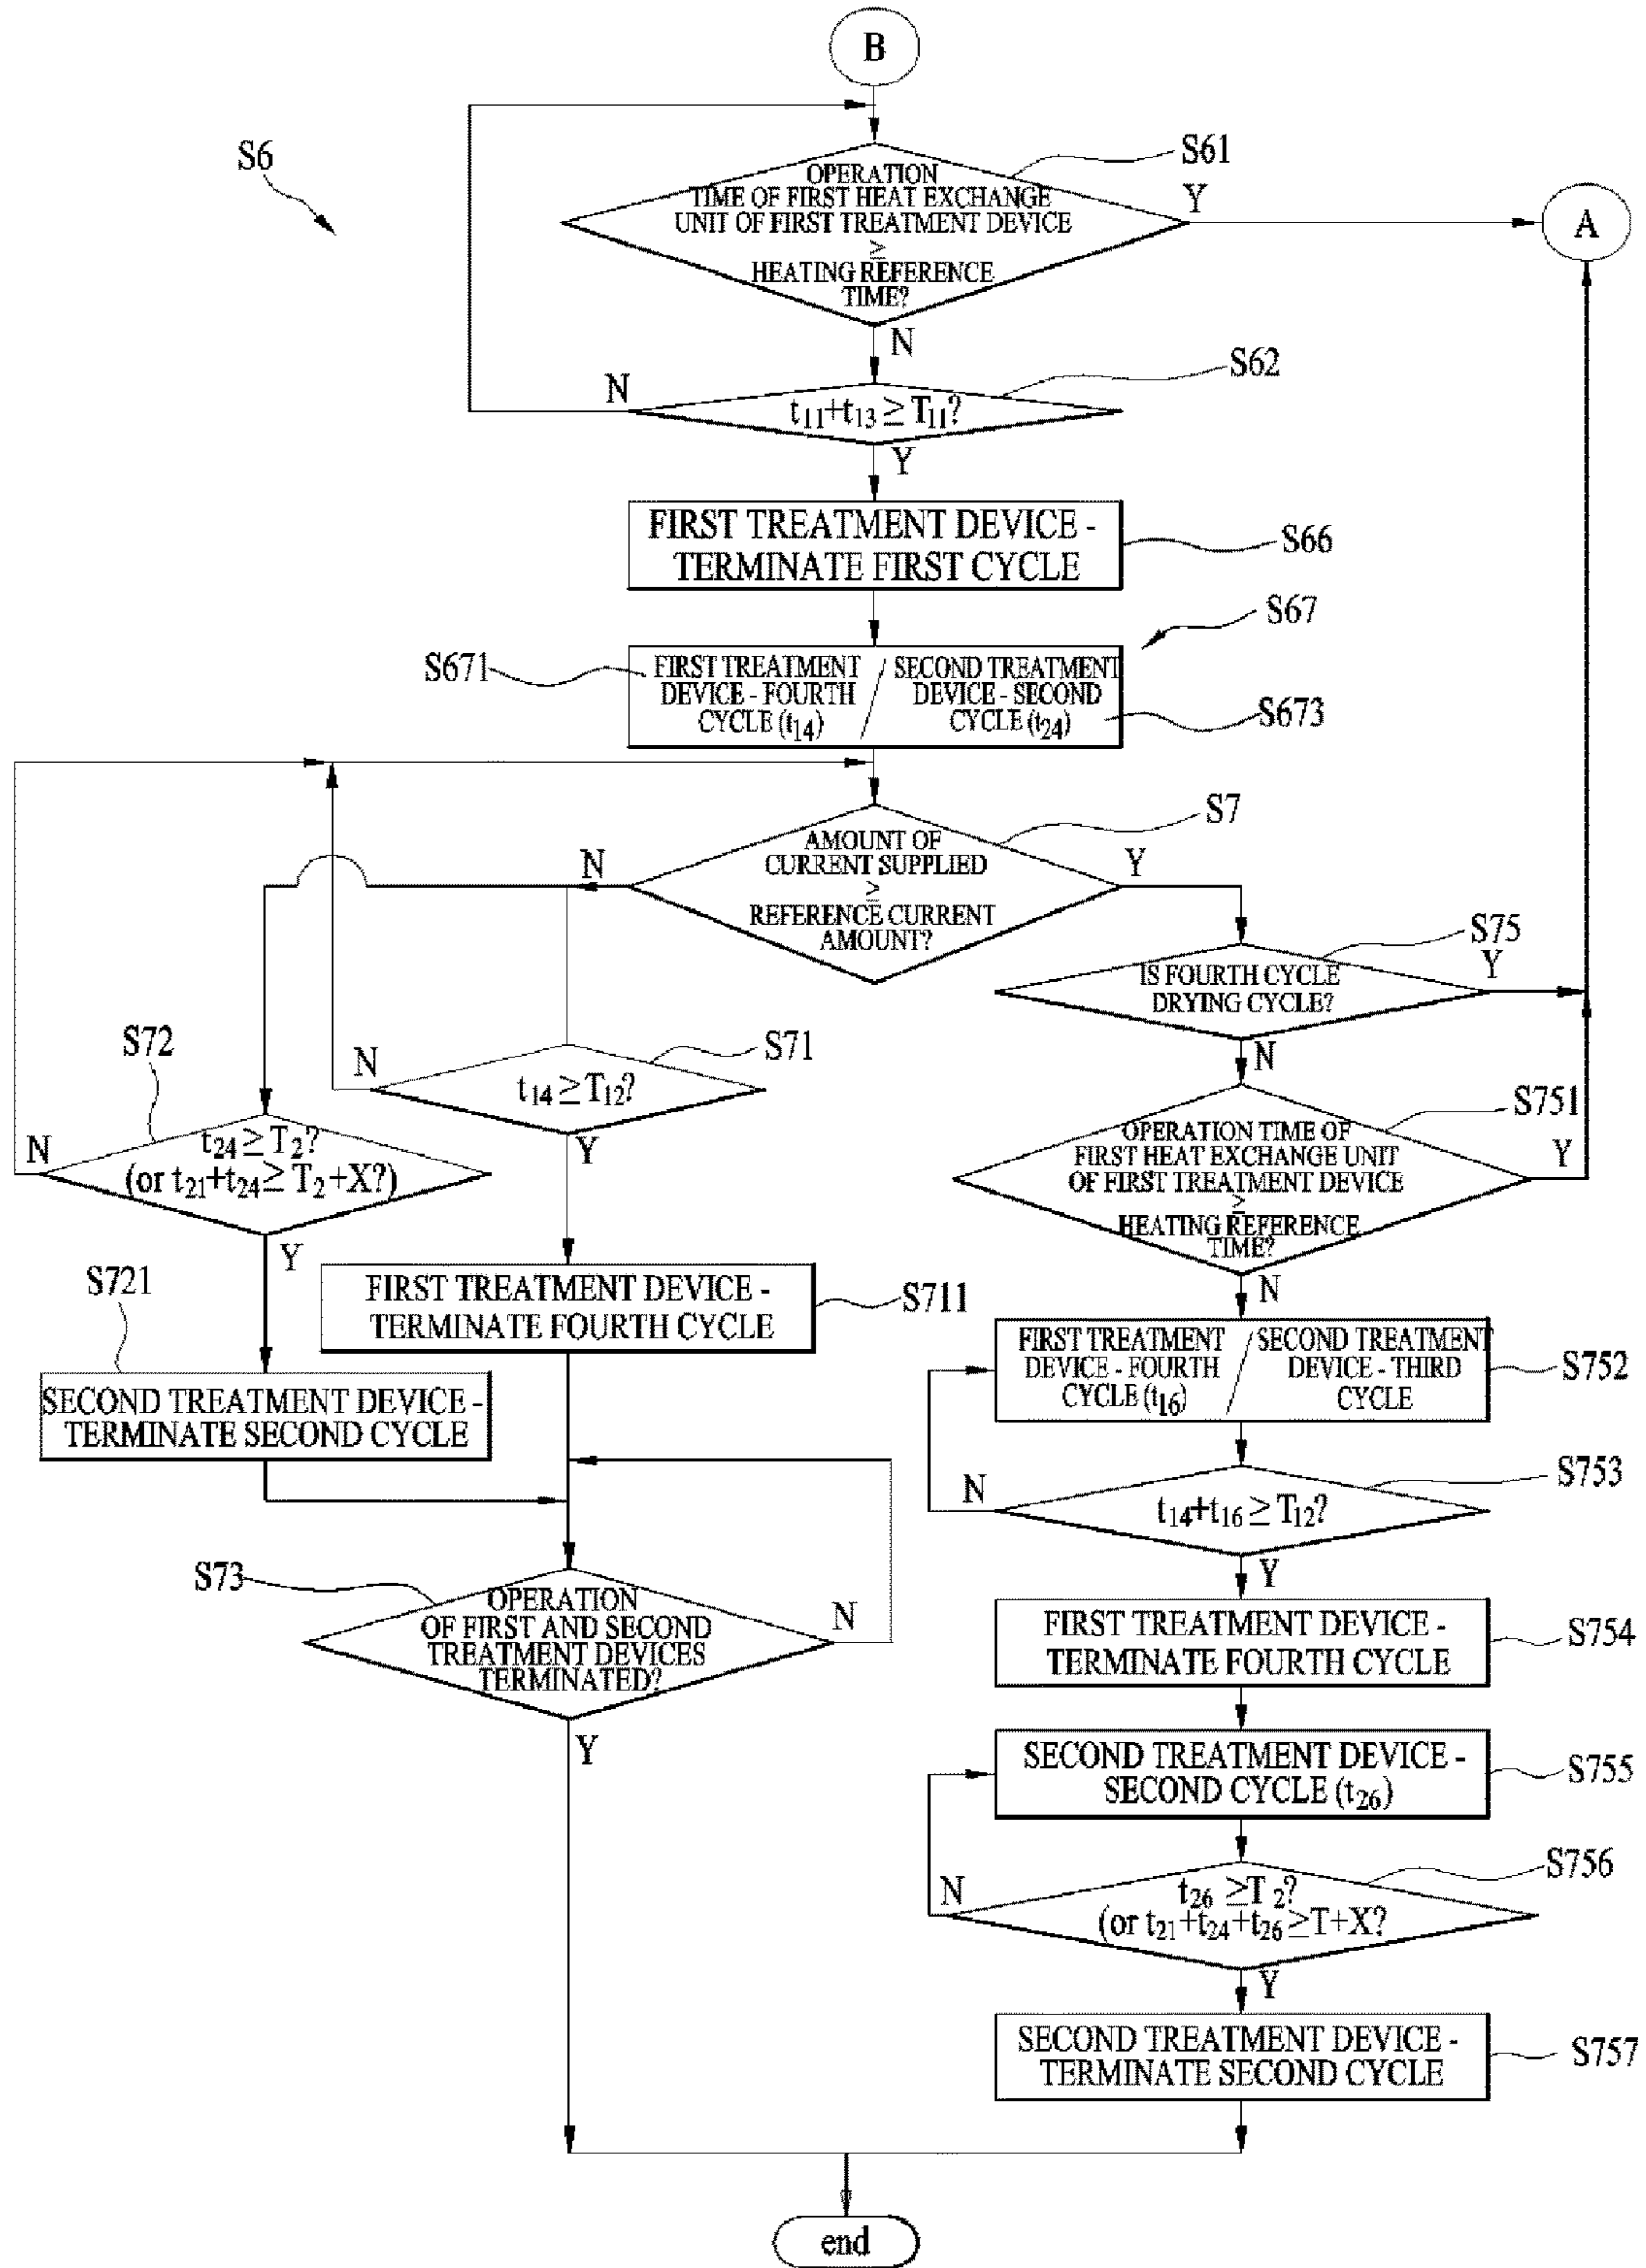 B
S6
S61
OPERATION
TIME OF FIRST HEAT EXCHANGE
UNIT OF FIRST TREATMENT DEVICE
≥
HEATING REFERENCE
TIME?
Y
A
N
S62
t11+t13 ≥ T11?
N
Y
FIRST TREATMENT DEVICE -
TERMINATE FIRST CYCLE
S66
S67
S671
FIRST TREATMENT
DEVICE - FOURTH
CYCLE (t14)
/
SECOND TREATMENT
DEVICE - SECOND
CYCLE (t24)
S673
S7
AMOUNT OF
CURRENT SUPPLIED
≥
REFERENCE CURRENT
AMOUNT?
N
Y
S75
IS FOURTH CYCLE
DRYING CYCLE?
Y
N
S72
t24 ≥ T2?
(or t21+t24≥ T2+X?)
N
Y
S71
t14 ≥ T12?
N
Y
S751
OPERATION TIME OF
FIRST HEAT EXCHANGE UNIT
OF FIRST TREATMENT DEVICE
≥
HEATING REFERENCE
TIME?
Y
N
S721
SECOND TREATMENT DEVICE -
TERMINATE SECOND CYCLE
FIRST TREATMENT DEVICE -
TERMINATE FOURTH CYCLE
S711
FIRST TREATMENT
DEVICE - FOURTH
CYCLE (t16)
/
SECOND TREATMENT
DEVICE - THIRD
CYCLE
S752
S753
t14+t16 ≥ T12?
N
Y
S73
OPERATION
OF FIRST AND SECOND
TREATMENT DEVICES
TERMINATED?
N
Y
FIRST TREATMENT DEVICE -
TERMINATE FOURTH CYCLE
S754
SECOND TREATMENT DEVICE -
SECOND CYCLE (t26)
S755
S756
t26 ≥T2?
(or t21+t24+t26 ≥T+X?
N
Y
SECOND TREATMENT DEVICE -
TERMINATE SECOND CYCLE
S757
end